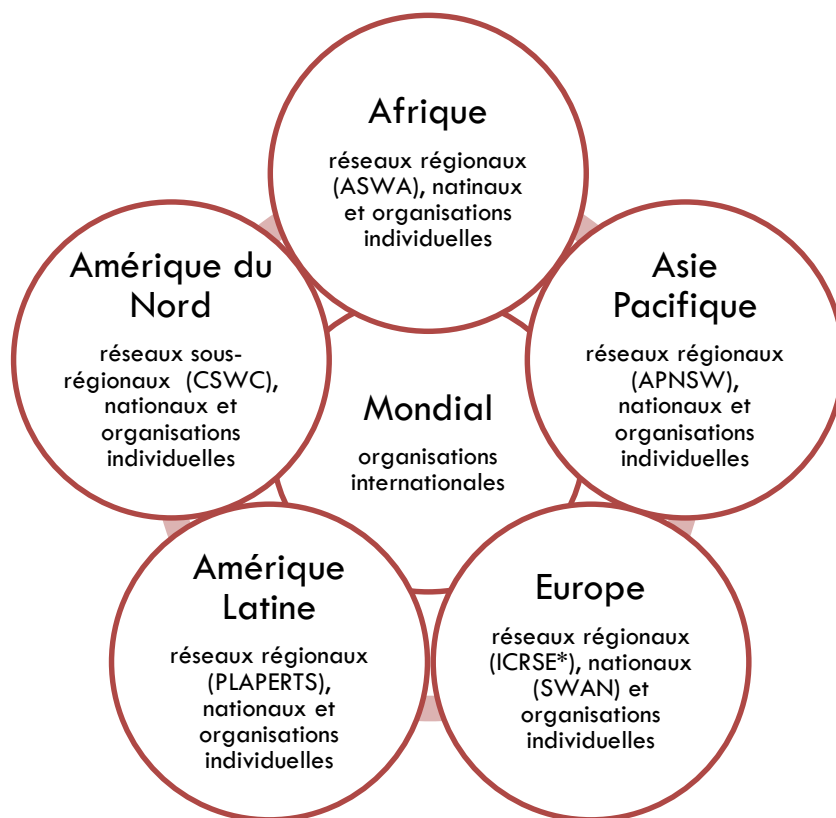 Afrique
réseaux régionaux
(ASWA), natinaux
et organisations
individuelles
Amérique du
Nord
réseaux sous-
régionaux (CSWC),
nationaux et
organisations
individuelles
Asie
Pacifique
réseaux régionaux
(APNSW),
nationaux et
organisations
individuelles
Mondial
organisations
internationales
Amérique
Latine
réseaux régionaux
(PLAPERTS),
nationaux et
organisations
individuelles
Europe
réseaux régionaux
(ICRSE*), nationaux
(SWAN) et
organisations
individuelles